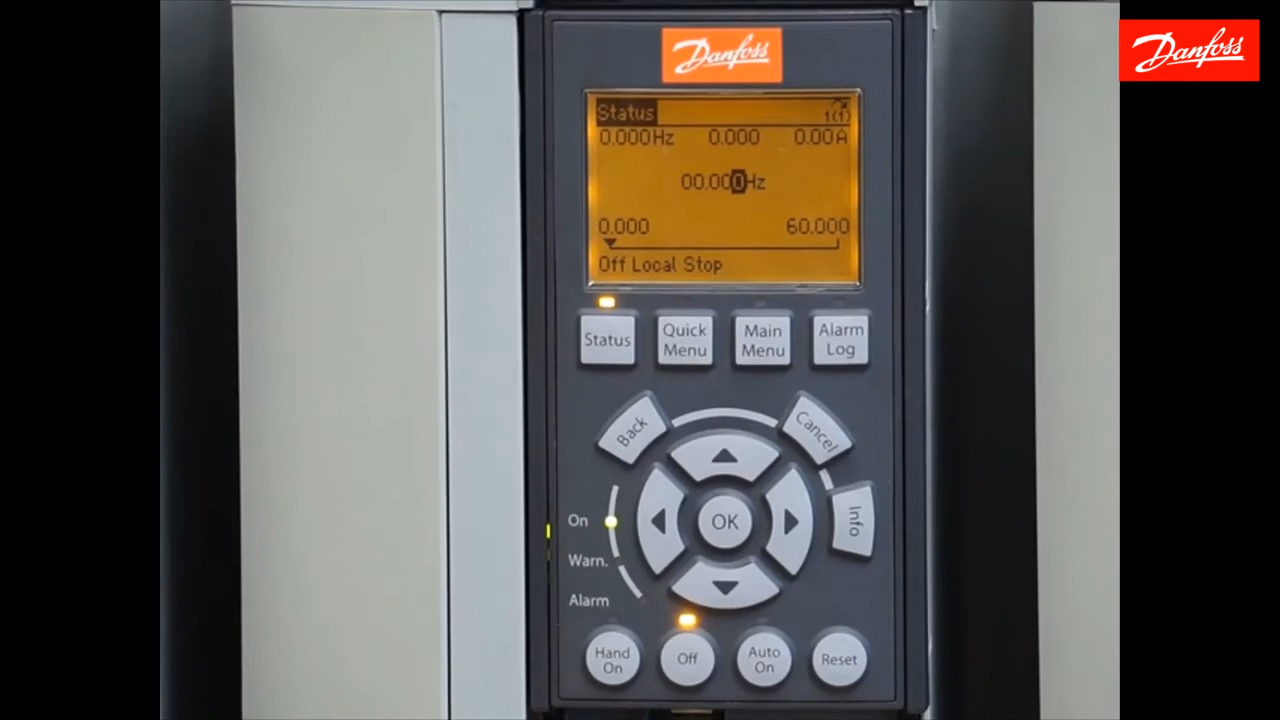 Danfoss
Danfoss
Status 1(1)
0.000Hz 0.000 0.00A
00.000Hz
0.000 60.000
Off Local Stop
Status Quick Menu Main Menu Alarm Log
Back Cancel
OK Info
On
Warn.
Alarm
Hand On Off Auto On Reset